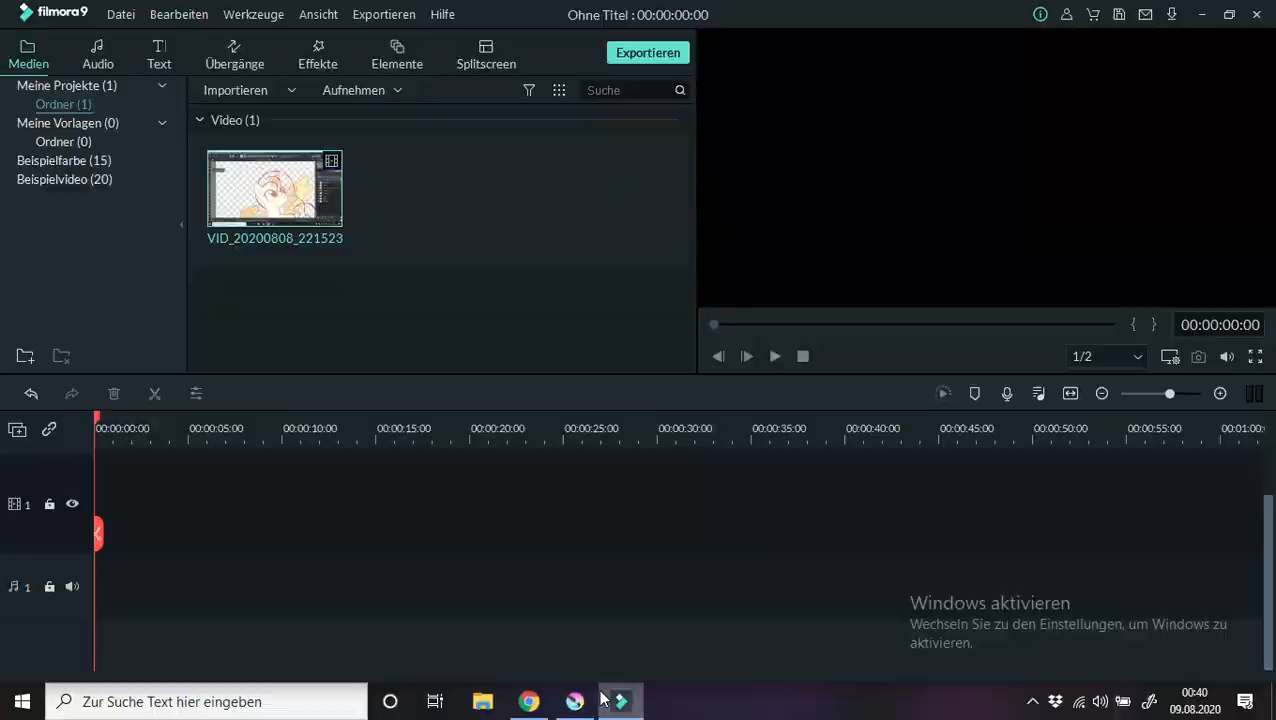 filmora9
Datei Bearbeiten Werkzeuge Ansicht Exportieren Hilfe
Ohne Titel : 00:00:00:00
Medien Audio Text Übergänge Effekte Elemente Splitscreen
Exportieren
Meine Projekte (1)
Ordner (1)
Meine Vorlagen (0)
Ordner (0)
Beispielfarbe (15)
Beispielvideo (20)
Importieren Aufnehmen Suche
Video (1)
VID_20200808_221523
{ } 00:00:00:00
1/2
00:00:00:00 00:00:05:00 00:00:10:00 00:00:15:00 00:00:20:00 00:00:25:00 00:00:30:00 00:00:35:00 00:00:40:00 00:00:45:00 00:00:50:00 00:00:55:00 00:01:00:
1
1
Windows aktivieren
Wechseln Sie zu den Einstellungen, um Windows zu
aktivieren.
Zur Suche Text hier eingeben
00:40
09.08.2020